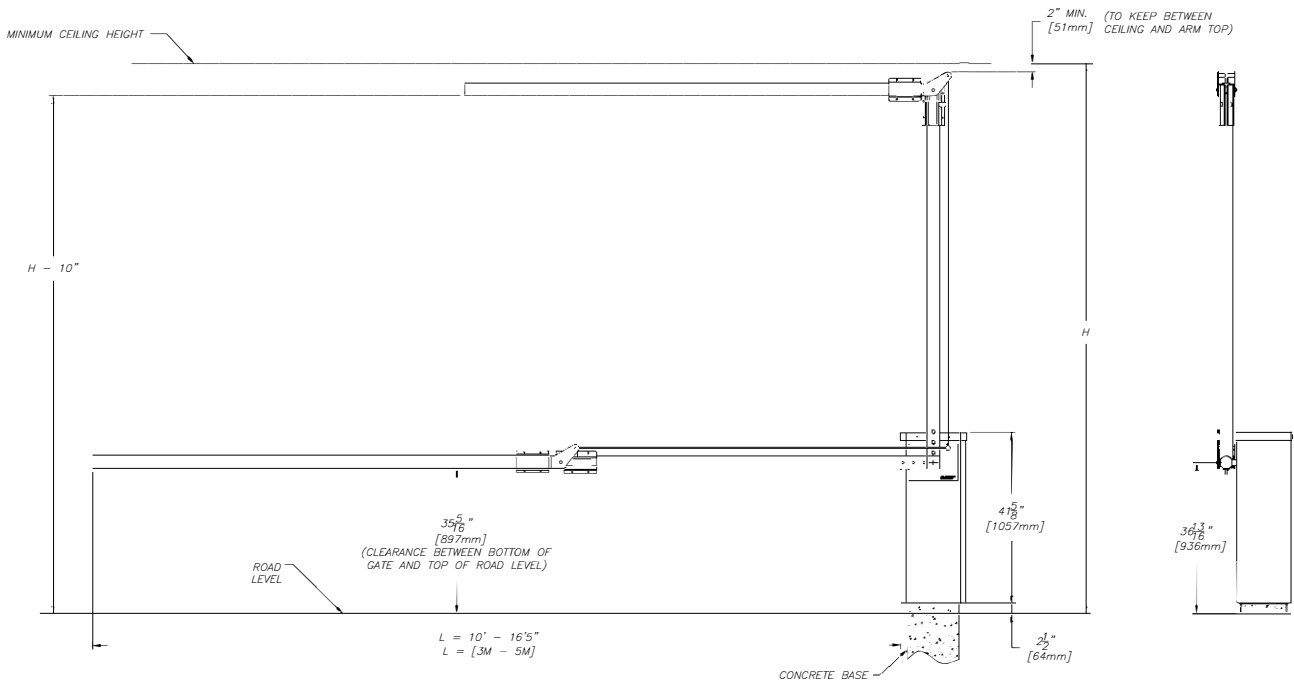 2" MIN. (TO KEEP BETWEEN
[51mm] CEILING AND ARM TOP)
MINIMUM CEILING HEIGHT
H - 10"
H
35 5/16"
[897mm]
(CLEARANCE BETWEEN BOTTOM OF
GATE AND TOP OF ROAD LEVEL)
41 5/8"
[1057mm]
36 13/16"
[936mm]
ROAD
LEVEL
L = 10' - 16'5"
L = [3M - 5M]
2 1/2"
[64mm]
CONCRETE BASE